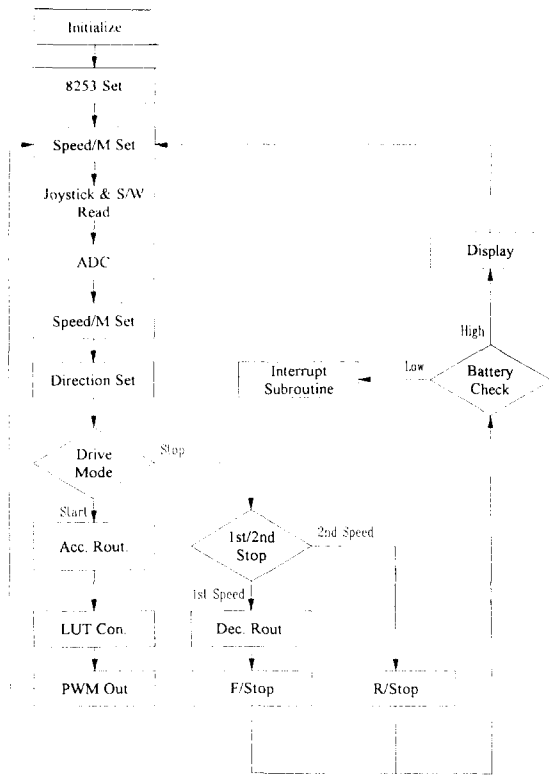 Initialize
8253 Set
Speed/M Set
Joystick & S/W
Read
ADC
Speed/M Set
Direction Set
Drive
Mode
Stop
Start
Acc. Rout.
LUT Con.
PWM Out
1st/2nd
Stop
2nd Speed
1st Speed
Dec. Rout
F/Stop
R/Stop
Display
High
Battery
Check
Low
Interrupt
Subroutine